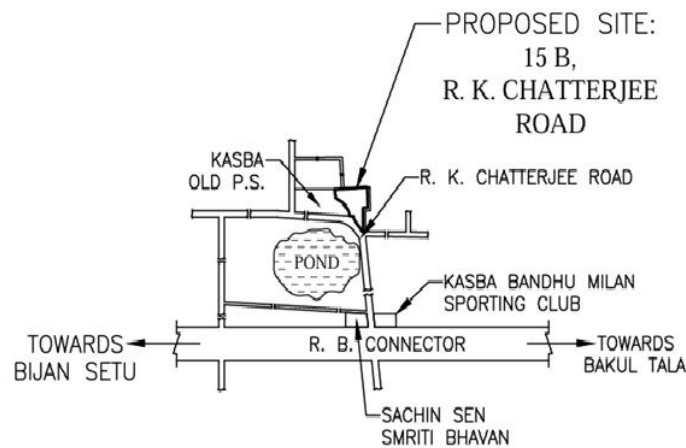 PROPOSED SITE:
15 B,
R. K. CHATTERJEE
ROAD
KASBA
OLD P.S.
R. K. CHATTERJEE ROAD
POND
KASBA BANDHU MILAN
SPORTING CLUB
TOWARDS
BIJAN SETU
R. B. CONNECTOR
TOWARDS
BAKUL TALA
SACHIN SEN
SMRITI BHAVAN